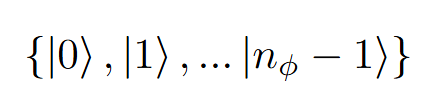 {|0⟩ , |1⟩ , ... |n_ϕ − 1⟩}